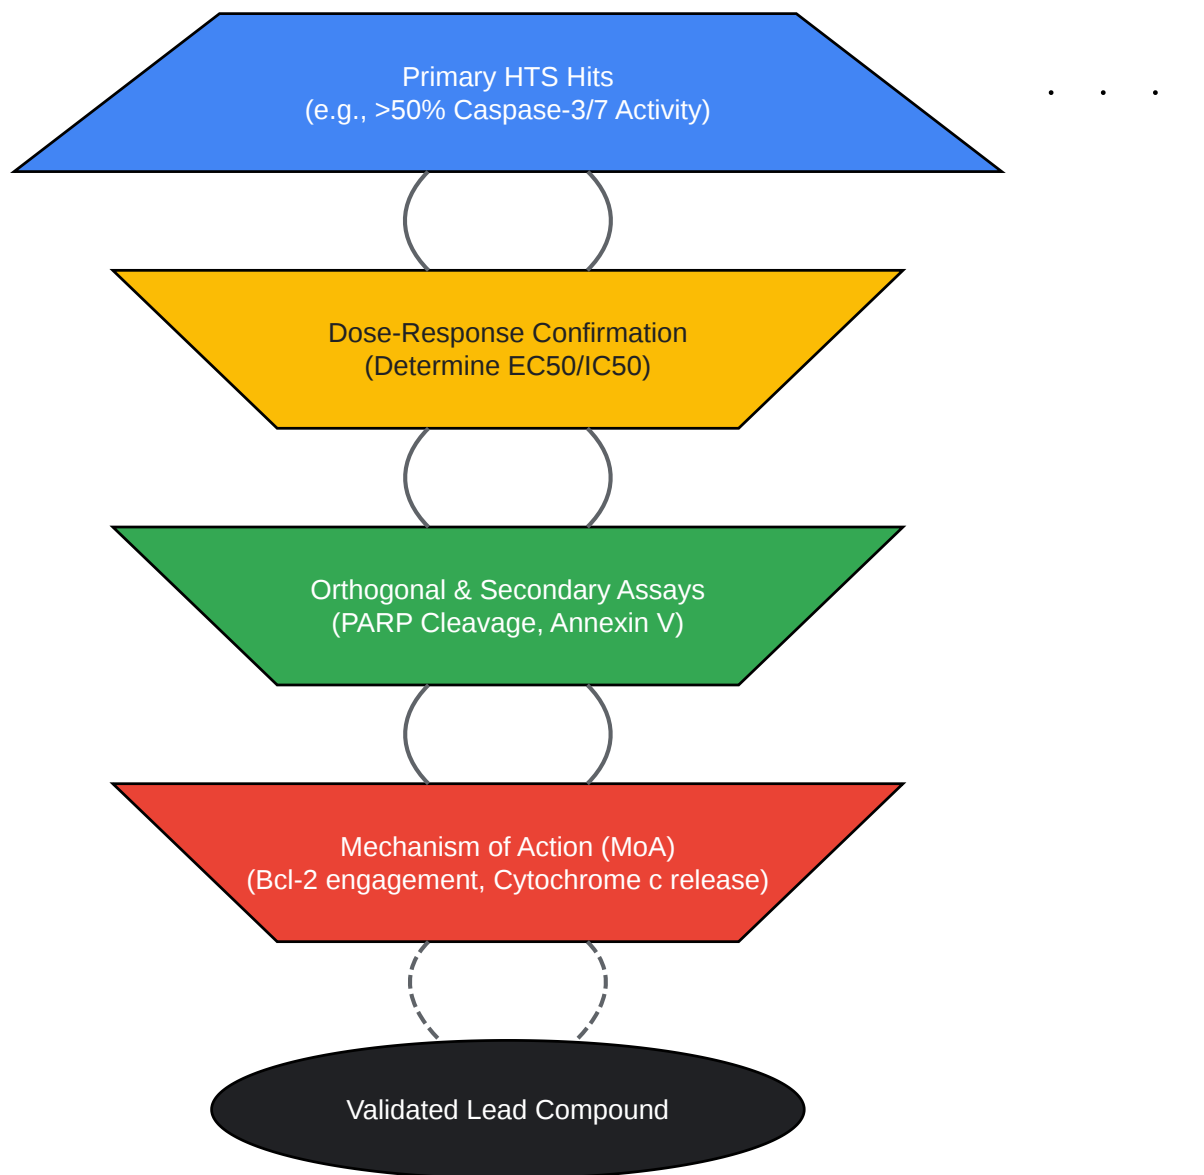 Primary HTS Hits
(e.g., >50% Caspase-3/7 Activity)
. . .
Dose-Response Confirmation
(Determine EC50/IC50)
Orthogonal & Secondary Assays
(PARP Cleavage, Annexin V)
Mechanism of Action (MoA)
(Bcl-2 engagement, Cytochrome c release)
Validated Lead Compound